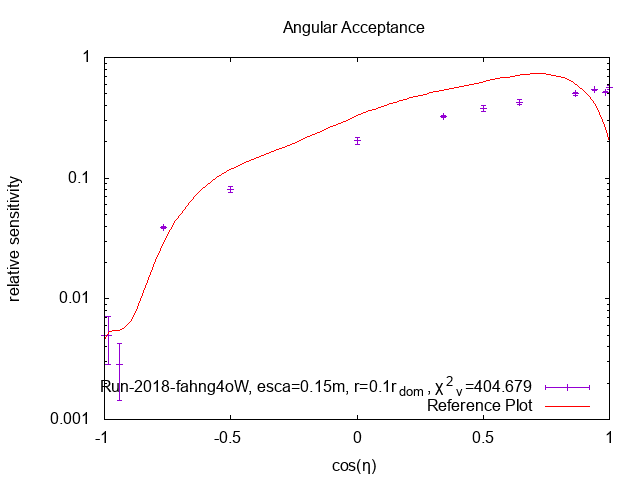 Angular Acceptance
relative sensitivity
1
0.1
0.01
0.001
Run-2018-fahng4oW, esca=0.15m, r=0.1r_dom, χ²_ν=404.679
Reference Plot
-1 -0.5 0 0.5 1
cos(η)